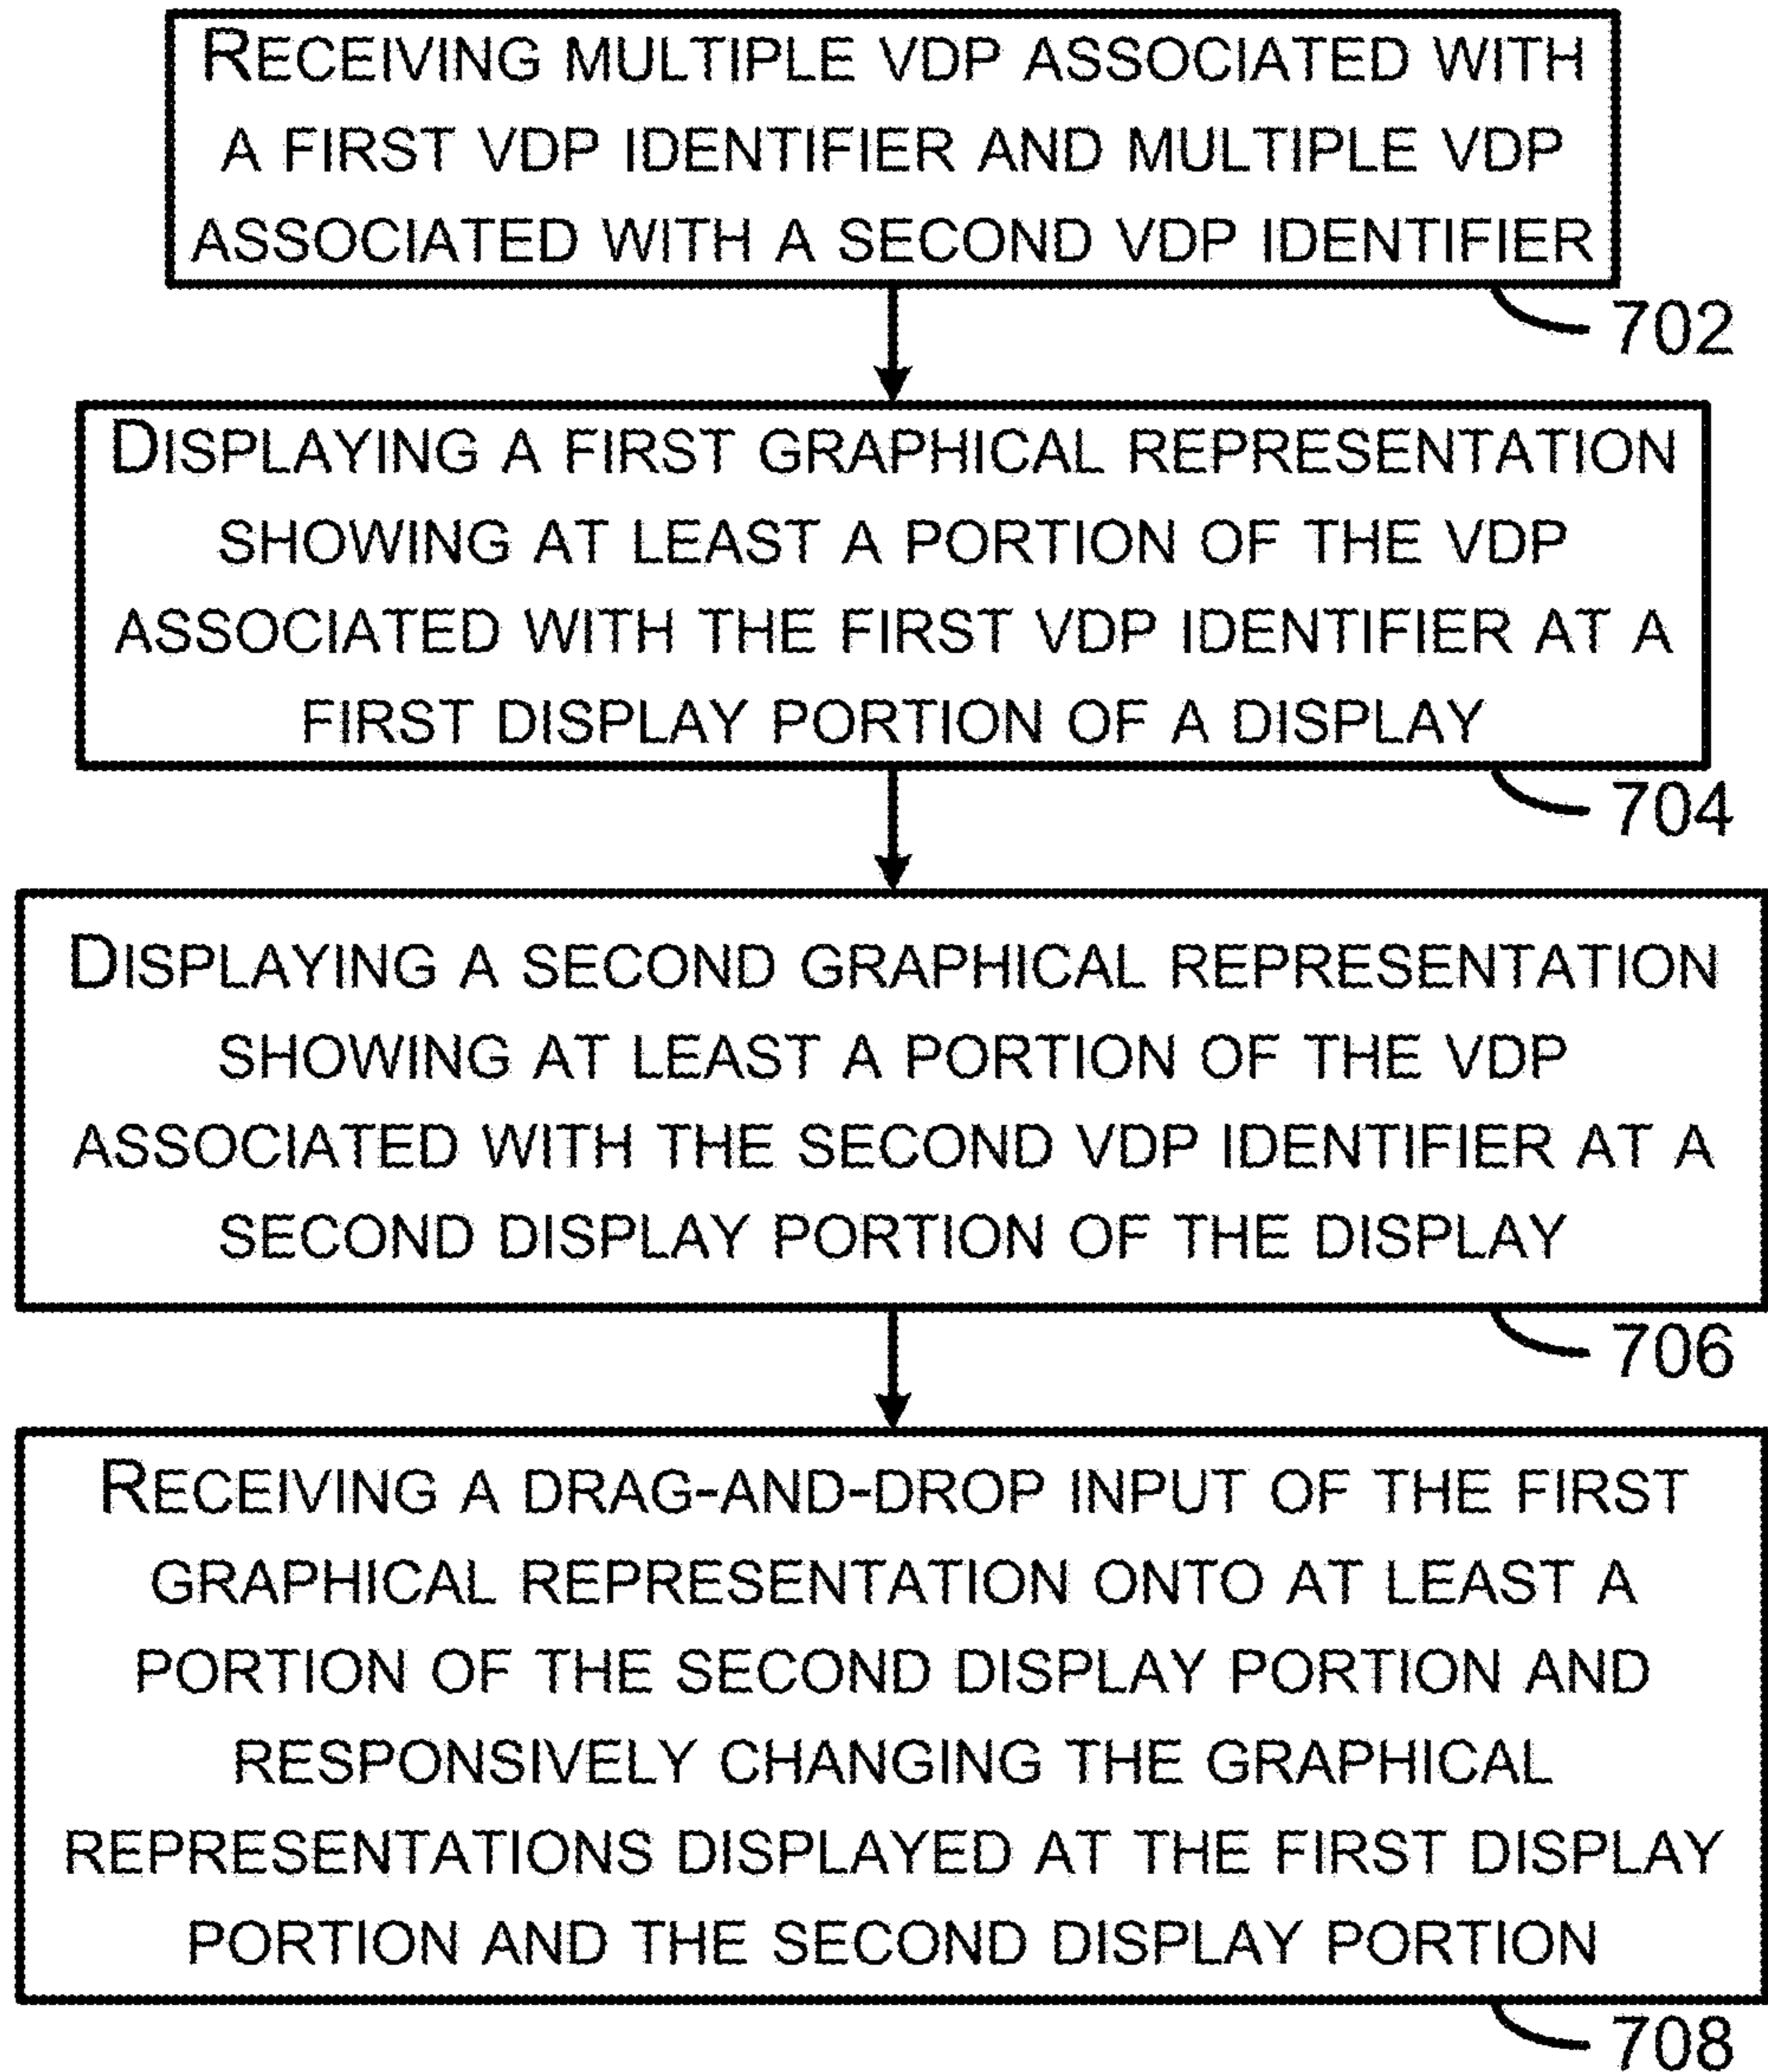 RECEIVING MULTIPLE VDP ASSOCIATED WITH
A FIRST VDP IDENTIFIER AND MULTIPLE VDP
ASSOCIATED WITH A SECOND VDP IDENTIFIER
702
DISPLAYING A FIRST GRAPHICAL REPRESENTATION
SHOWING AT LEAST A PORTION OF THE VDP
ASSOCIATED WITH THE FIRST VDP IDENTIFIER AT A
FIRST DISPLAY PORTION OF A DISPLAY
704
DISPLAYING A SECOND GRAPHICAL REPRESENTATION
SHOWING AT LEAST A PORTION OF THE VDP
ASSOCIATED WITH THE SECOND VDP IDENTIFIER AT A
SECOND DISPLAY PORTION OF THE DISPLAY
706
RECEIVING A DRAG-AND-DROP INPUT OF THE FIRST
GRAPHICAL REPRESENTATION ONTO AT LEAST A
PORTION OF THE SECOND DISPLAY PORTION AND
RESPONSIVELY CHANGING THE GRAPHICAL
REPRESENTATIONS DISPLAYED AT THE FIRST DISPLAY
PORTION AND THE SECOND DISPLAY PORTION
708